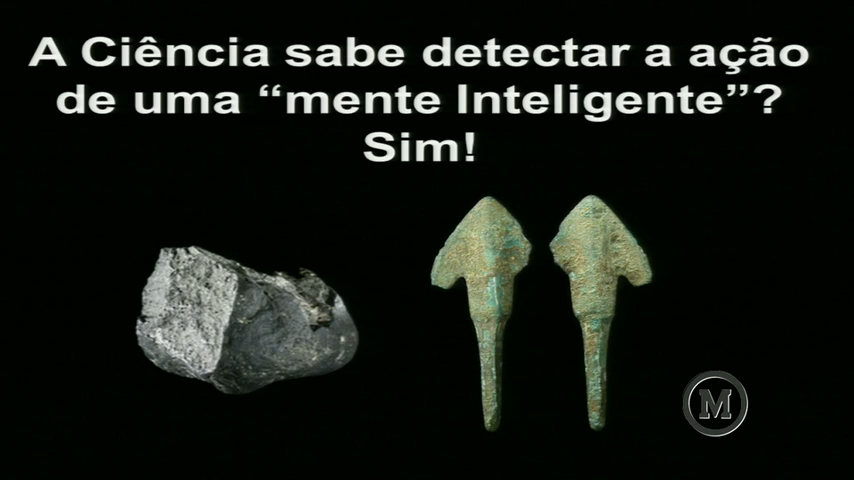 A Ciência sabe detectar a ação
de uma “mente Inteligente”?
Sim!
M